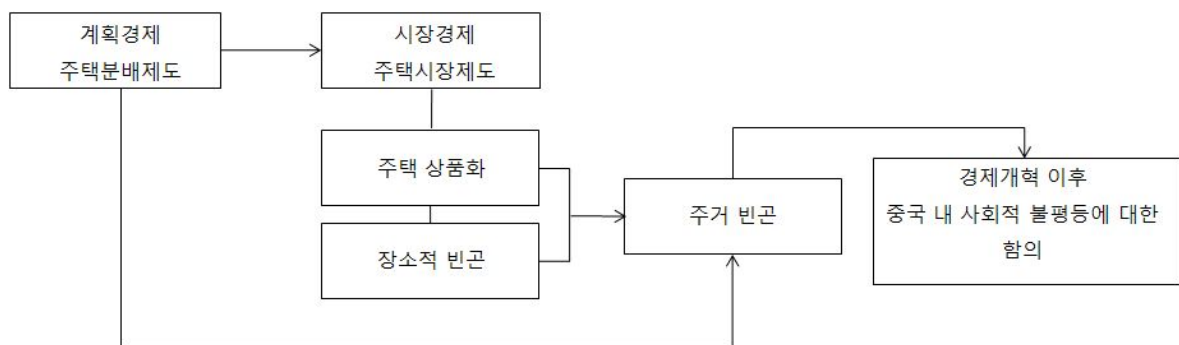 계획경제
주택분배제도
시장경제
주택시장제도
주택 상품화
장소적 빈곤
주거 빈곤
경제개혁 이후
중국 내 사회적 불평등에 대한
함의